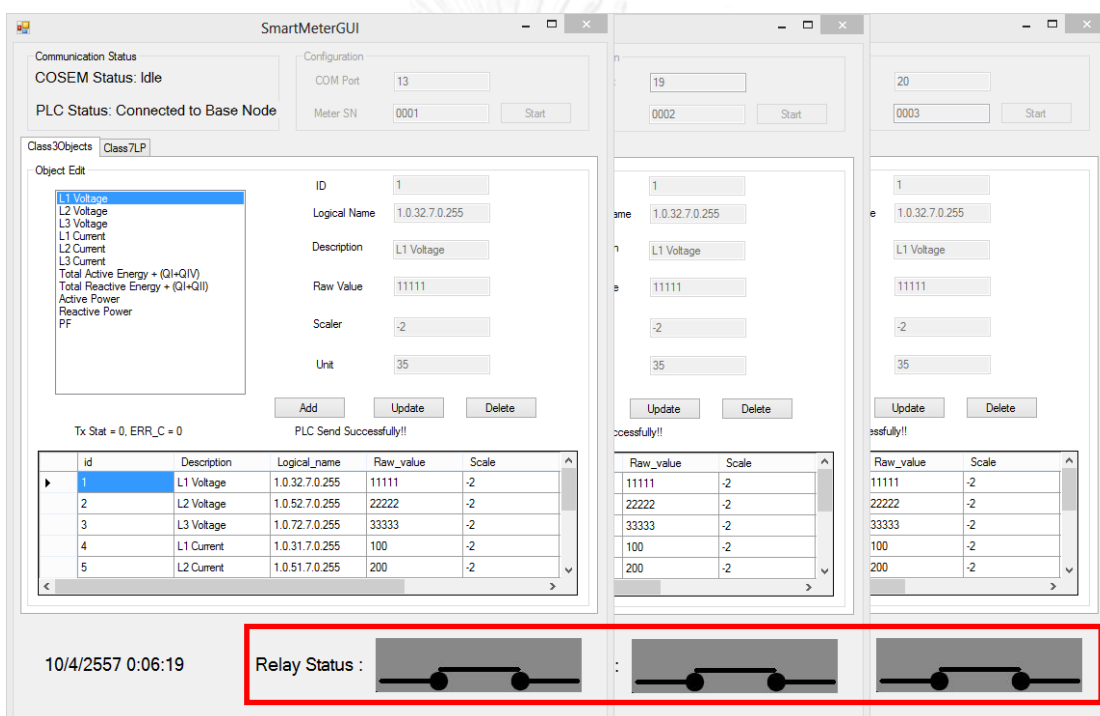 SmartMeterGUI
Communication Status
COSEM Status: Idle
PLC Status: Connected to Base Node
Configuration
COM Port 13
Meter SN 0001 Start
n
: 19
0002 Start
20
0003 Start
Class3Objects Class7LP
Object Edit
L1 Voltage
L2 Voltage
L3 Voltage
L1 Current
L2 Current
L3 Current
Total Active Energy + (QI+QIV)
Total Reactive Energy + (QI+QII)
Active Power
Reactive Power
PF
ID 1
Logical Name 1.0.32.7.0.255
Description L1 Voltage
Raw Value 11111
Scaler -2
Unit 35
Add Update Delete
Tx Stat = 0, ERR_C = 0 PLC Send Successfully!!
id Description Logical_name Raw_value Scale
1 L1 Voltage 1.0.32.7.0.255 11111 -2
2 L2 Voltage 1.0.52.7.0.255 22222 -2
3 L3 Voltage 1.0.72.7.0.255 33333 -2
4 L1 Current 1.0.31.7.0.255 100 -2
5 L2 Current 1.0.51.7.0.255 200 -2
1
ame 1.0.32.7.0.255
n L1 Voltage
e 11111
-2
35
Update Delete
ccessfully!!
Raw_value Scale
11111 -2
22222 -2
33333 -2
100 -2
200 -2
1
e 1.0.32.7.0.255
L1 Voltage
11111
-2
35
Update Delete
essfully!!
Raw_value Scale
11111 -2
22222 -2
33333 -2
100 -2
200 -2
10/4/2557 0:06:19 Relay Status : :